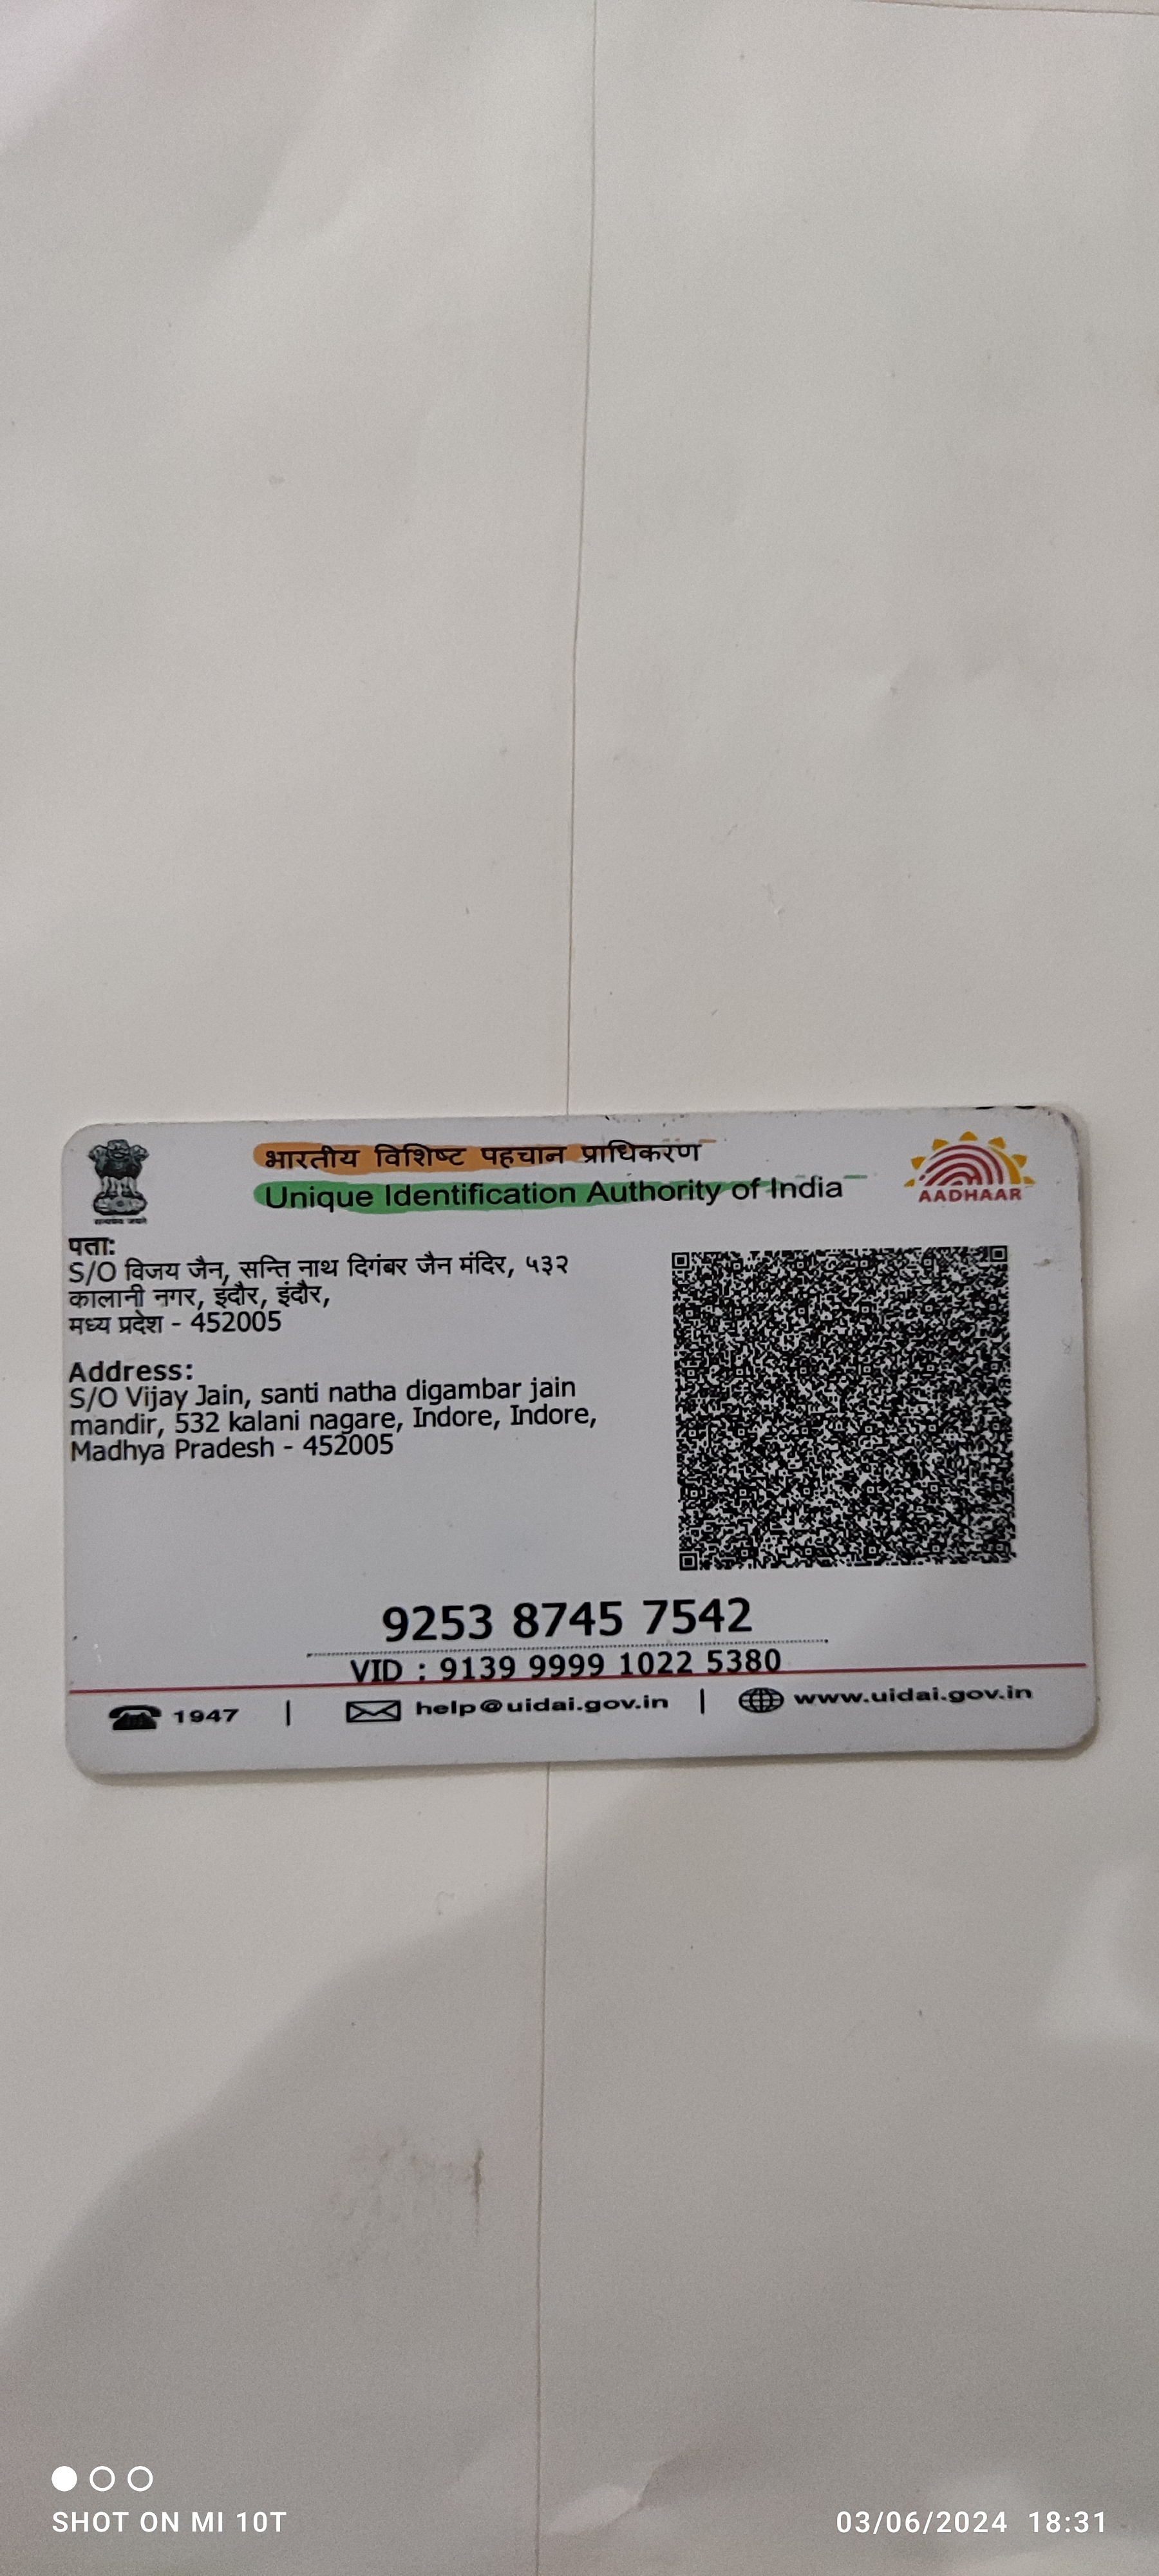 भारतीय विशिष्ट पहचान प्राधिकरण
Unique Identification Authority of India
AADHAAR
सत्यमेव जयते
पता:
S/O विजय जैन, सन्ति नाथ दिगंबर जैन मंदिर, ५३२
कालानी नगर, इंदौर, इंदौर,
मध्य प्रदेश - 452005
Address:
S/O Vijay Jain, santi natha digambar jain
mandir, 532 kalani nagare, Indore, Indore,
Madhya Pradesh - 452005
9253 8745 7542
VID : 9139 9999 1022 5380
1947 | help@uidai.gov.in | www.uidai.gov.in
SHOT ON MI 10T
03/06/2024 18:31